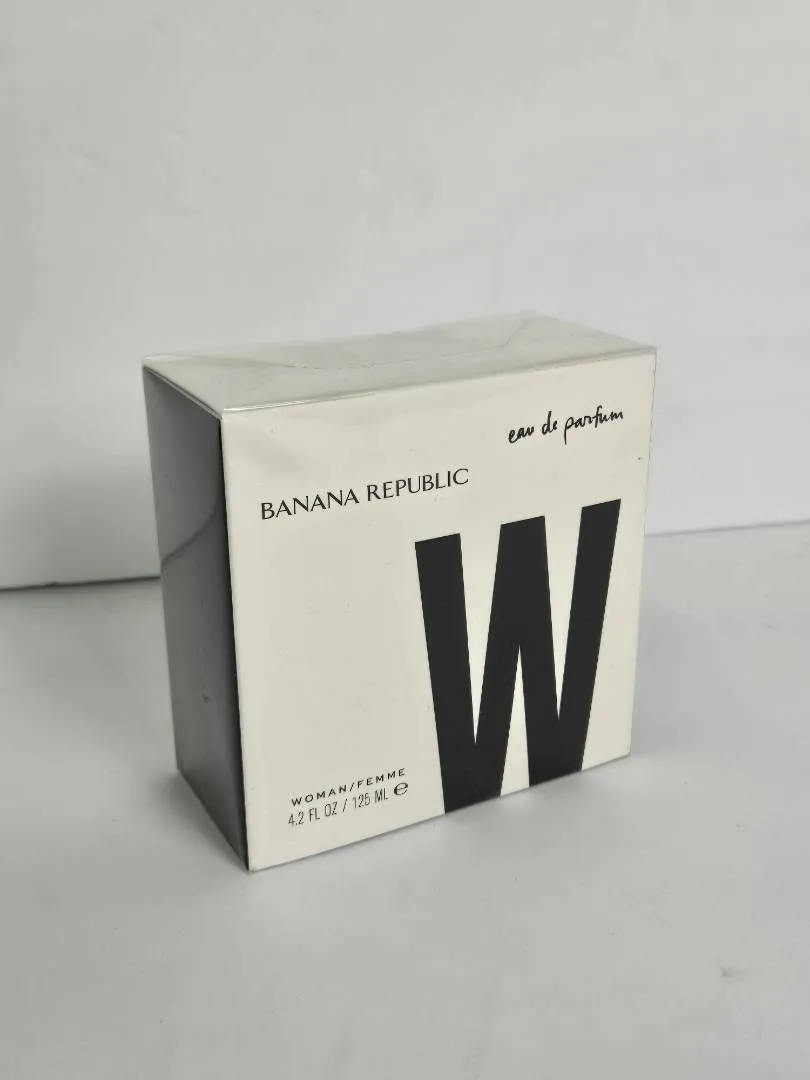 eau de parfum
BANANA REPUBLIC
W
WOMAN/FEMME
4.2 FL OZ / 125 ML ℮